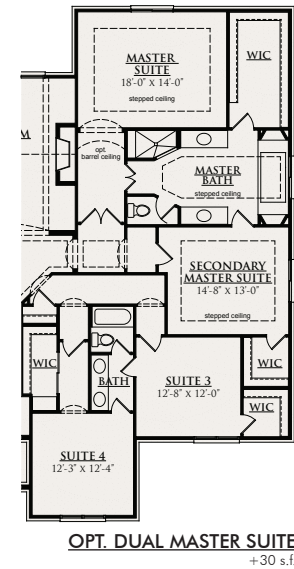 MASTER
SUITE
18'-0" x 14'-0"
stepped ceiling
WIC
M
opt.
barrel ceiling
MASTER
BATH
stepped ceiling
SECONDARY
MASTER SUITE
14'-8" x 13'-0"
stepped ceiling
WIC
BATH
SUITE 3
12'-8" x 12'-0"
WIC
WIC
SUITE 4
12'-3" x 12'-4"
OPT. DUAL MASTER SUITE
+30 s.f.